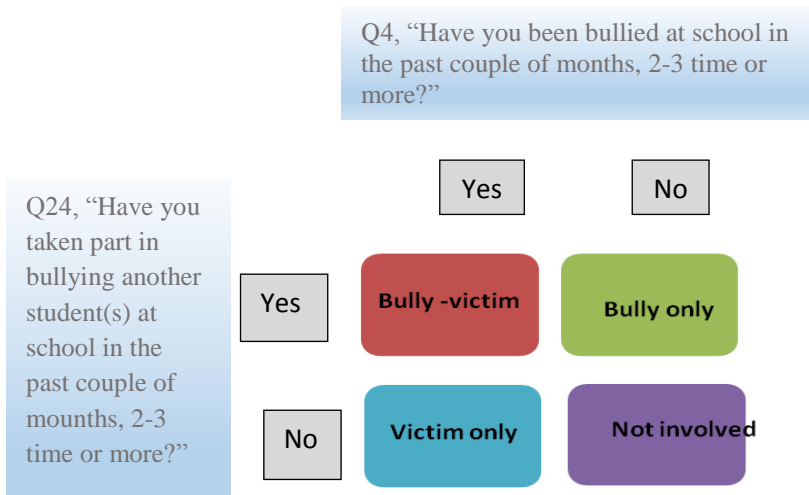 Q4, “Have you been bullied at school in
the past couple of months, 2-3 time or
more?”
Yes
No
Q24, “Have you
taken part in
bullying another
student(s) at
school in the
past couple of
mounths, 2-3
time or more?”
Yes
Bully -victim
Bully only
No
Victim only
Not involved